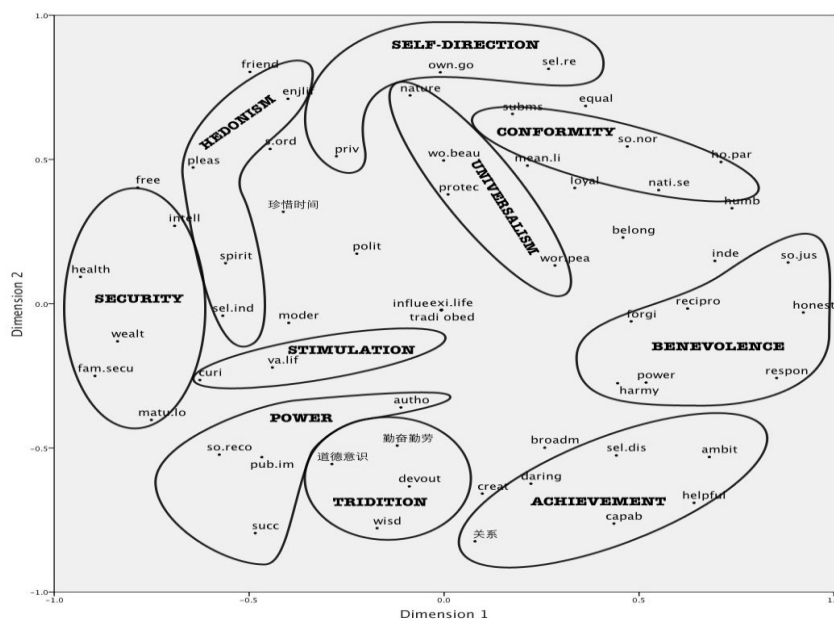 1.0
SELF-DIRECTION
friend
own.go
sel.re
enjlif
nature
equal
HEDONISM
subms
CONFORMITY
s.ord
priv
so.nor
0.5
pleas
wo.beau
mean.li
ho.par
free
protec
UNIVERSALISM
loyal
nati.se
humb
珍惜时间
intell
belong
polit
health
spirit
wor.pea
inde
so.jus
SECURITY
Dimension 2
0.0
sel.ind
moder
influeexi.life
tradi obed
forgi
recipro
honest
wealt
STIMULATION
BENEVOLENCE
fam.secu
curi
va.lif
power
harmy
respon
matu.lo
autho
POWER
-0.5
so.reco
pub.im
勤奋勤劳
道德意识
broadm
sel.dis
ambit
devout
creat
daring
TRIDITION
ACHIEVEMENT
helpful
succ
wisd
capab
关系
-1.0
-1.0
-0.5
0.0
0.5
Dimension 1